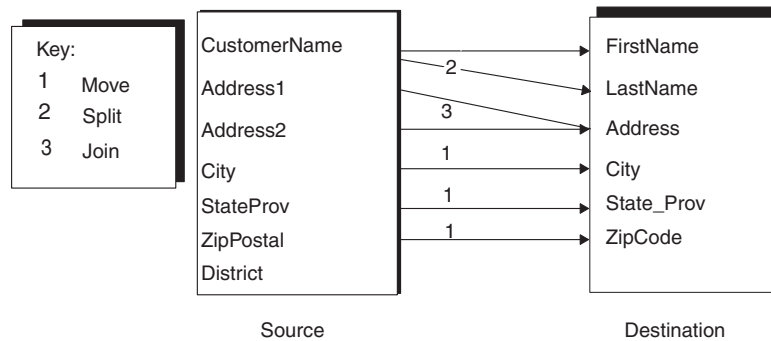 Key:
1 Move
2 Split
3 Join
CustomerName
Address1
Address2
City
StateProv
ZipPostal
District
2
3
1
1
1
FirstName
LastName
Address
City
State_Prov
ZipCode
Source
Destination